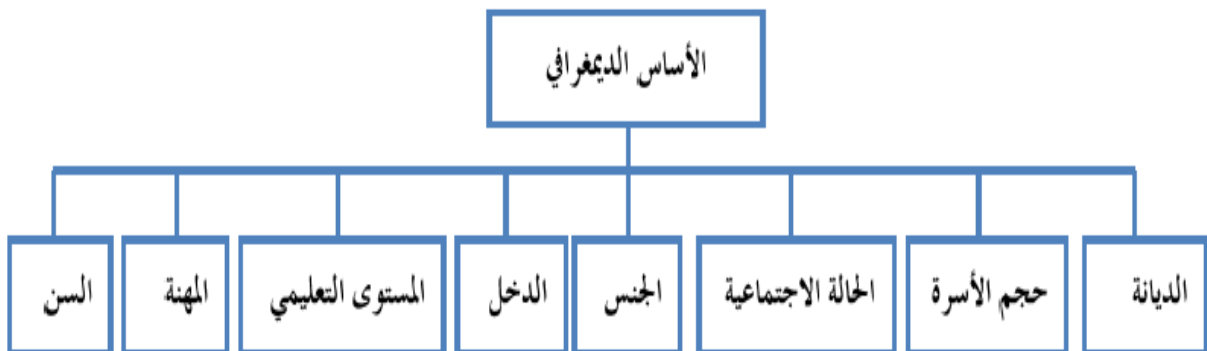 الأساس الديمغرافي
الديانة
حجم الأسرة
الحالة الاجتماعية
الجنس
الدخل
المستوى التعليمي
المهنة
السن